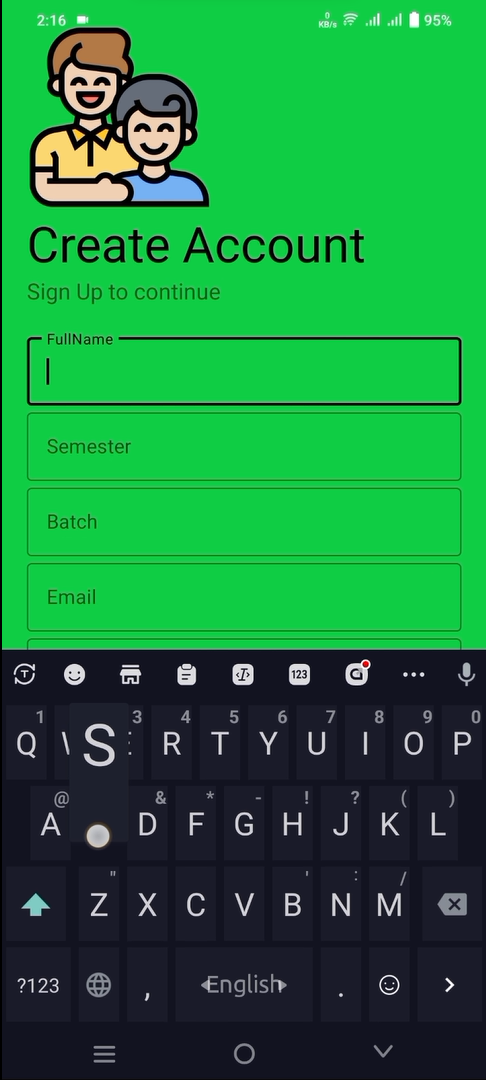 2:16
0
KB/s
95%
Create Account
Sign Up to continue
FullName
Semester
Batch
Email
T
T
123
1 3 4 5 6 7 8 9 0
Q S R T Y U I O P
@ & * - ! ? ( )
A D F G H J K L
" ' : /
Z X C V B N M
?123 , English .